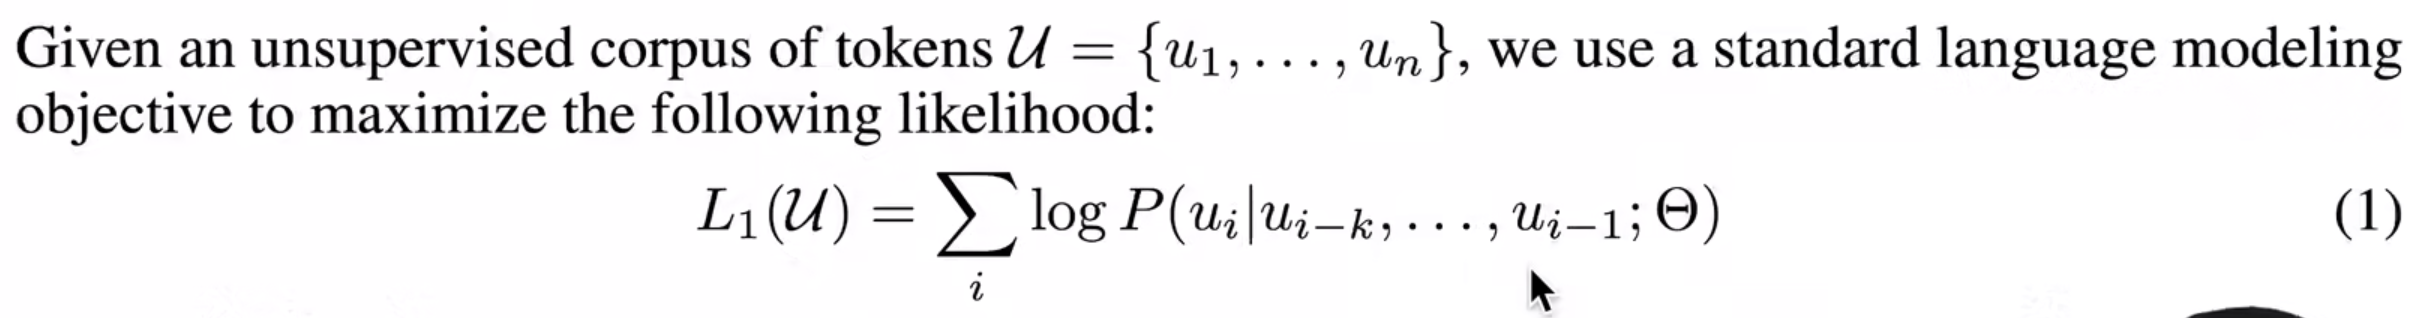 Given an unsupervised corpus of tokens 𝒰 = {u₁, . . . , uₙ}, we use a standard language modeling
objective to maximize the following likelihood:
L₁(𝒰) = ∑ᵢ log P(uᵢ|uᵢ₋ₖ, . . . , uᵢ₋₁; Θ) (1)